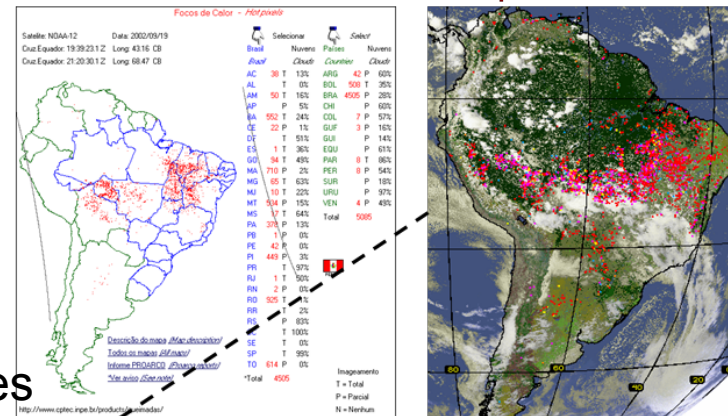 Focos de Calor - Hot pixels
Satelite: NOAA-12 Data: 2002/09/19
Cruz.Equador: 19:39:23.1 Z Long: 43.16 CB
Cruz.Equador: 21:20:30.1 Z Long: 68.47 CB
Selecionar Select
Brasil Nuvens Países Nuvens
Brazil Clouds Countries Clouds
AC 38 T 13% ARG 42 P 60%
AL T 0% BOL 508 T 35%
AM 50 T 16% BRA 4505 P 28%
AP P 5% CHI P 60%
BA 552 T 24% COL 7 P 57%
CE 22 P 1% GUF 3 P 16%
DF T 51% GUI P 14%
ES 1 T 36% EQU P 61%
GO 94 T 49% PAR 8 T 86%
MA 710 P 2% PER 8 P 54%
MG 65 T 63% SUR P 18%
MJ 10 T 22% URU P 97%
MT P 15% VEN 4 P 49%
MS T 64% Total 5085
PA P 13%
PB 1 P 0%
PE 42 P 0%
PI 449 P 3%
PR T 97%
RJ 1 T 50%
RN 2 P 0%
RO 925 T
RR T 2%
RS P 83%
T 100%
SE T 0%
SP T 99%
TO 614 P 0%
*Total 4505
Descrição do mapa (Map description)
Todos os mapas (All maps)
Informe PROARCO (Proarco reports)
*Ver aviso (See note)
Imageamento
T = Total
P = Parcial
N = Nenhum
http://www.cptec.inpe.br/products/queimadas/
es
80
60
40
20